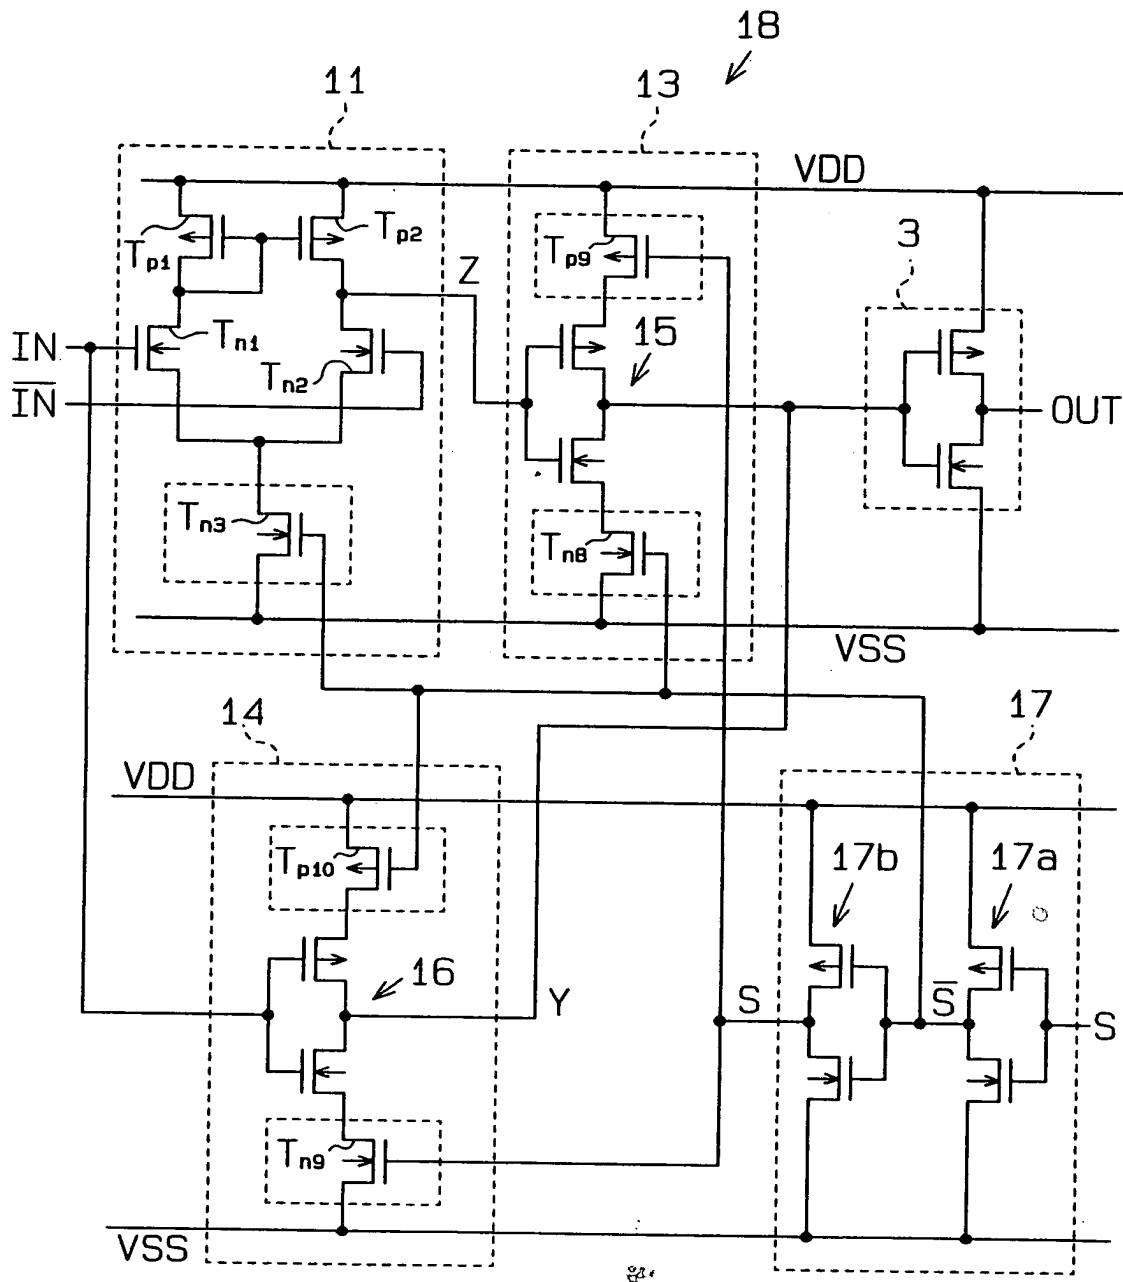 18
11
13
VDD
Tp1
Tp2
Tp9
3
Z
IN
Tn1
15
I̅N̅
Tn2
OUT
Tn3
Tn8
VSS
14
17
VDD
Tp10
17b
17a
16
Y
S
S̅
S
Tn9
VSS